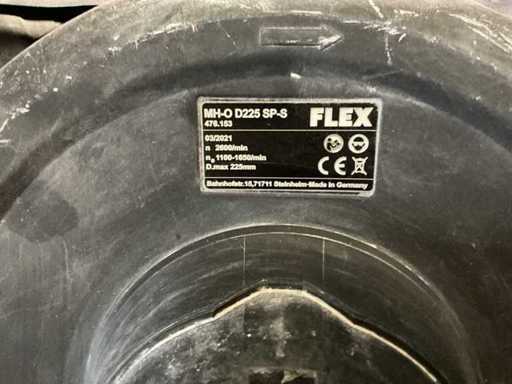 MH-O D225 SP-S FLEX
476.153
03/2021
n 2600/min
n₀ 1100-1650/min
D.max 225mm
Bahnhofstr.15,71711 Steinheim-Made in Germany